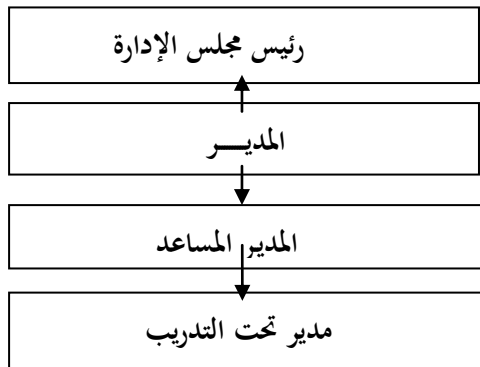 رئيس مجلس الإدارة
المديـــر
المدير المساعد
مدير تحت التدريب